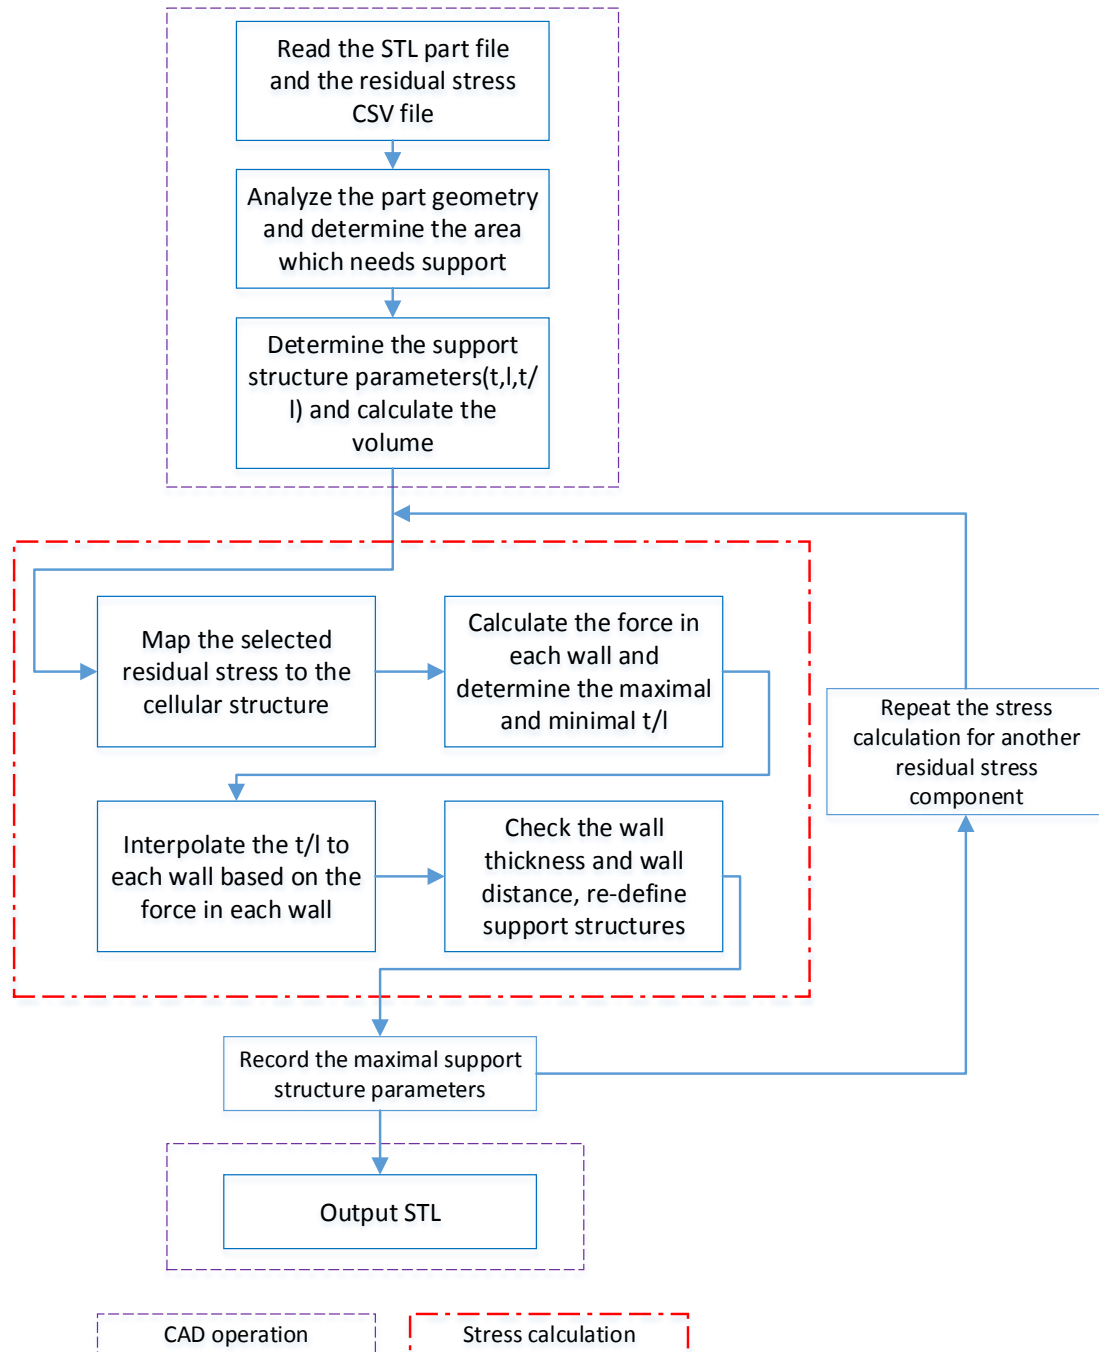 Read the STL part file
and the residual stress
CSV file
Analyze the part geometry
and determine the area
which needs support
Determine the support
structure parameters(t,l,t/
l) and calculate the
volume
Map the selected
residual stress to the
cellular structure
Calculate the force in
each wall and
determine the maximal
and minimal t/l
Repeat the stress
calculation for another
residual stress
component
Interpolate the t/l to
each wall based on the
force in each wall
Check the wall
thickness and wall
distance, re-define
support structures
Record the maximal support
structure parameters
Output STL
CAD operation
Stress calculation